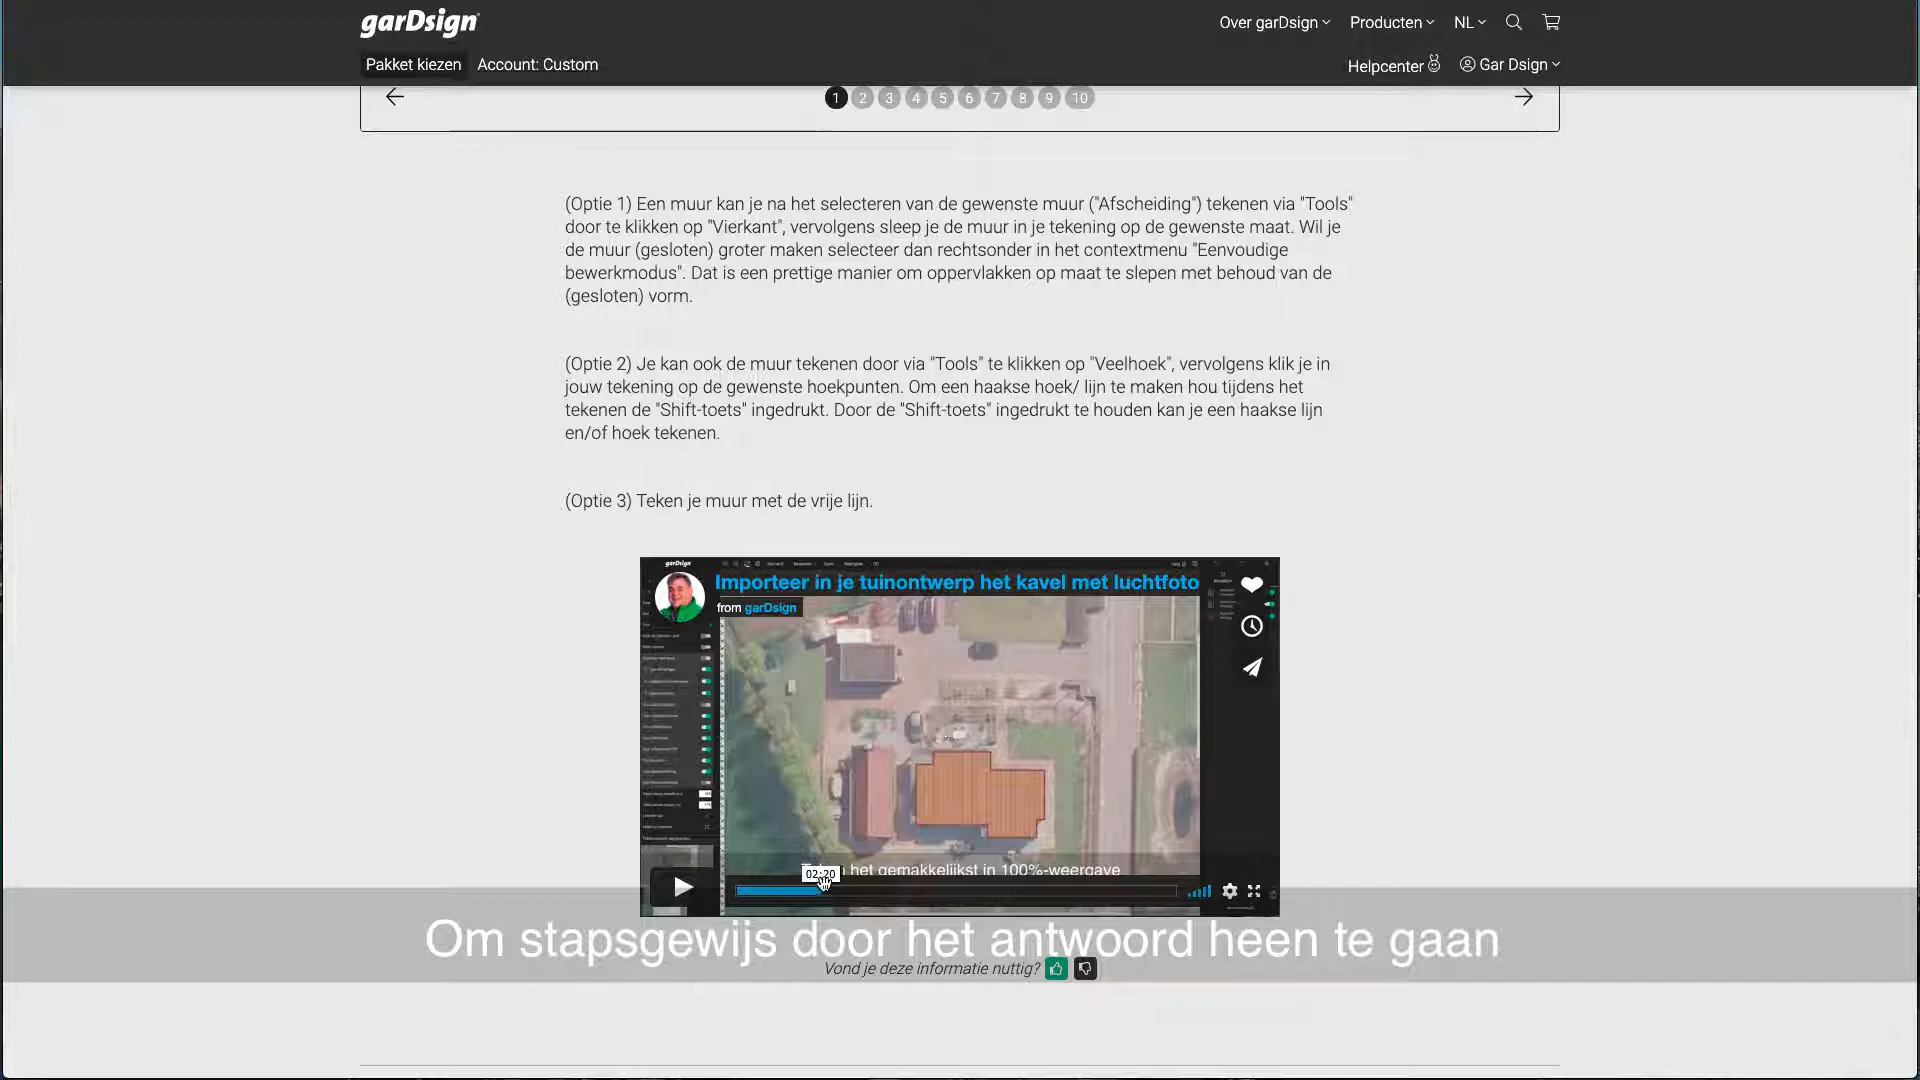 garDsign
Over garDsign
Producten
NL
Pakket kiezen
Account: Custom
Helpcenter
Gar Dsign
1 2 3 4 5 6 7 8 9 10
(Optie 1) Een muur kan je na het selecteren van de gewenste muur ("Afscheiding") tekenen via "Tools"
door te klikken op "Vierkant", vervolgens sleep je de muur in je tekening op de gewenste maat. Wil je
de muur (gesloten) groter maken selecteer dan rechtsonder in het contextmenu "Eenvoudige
bewerkmodus". Dat is een prettige manier om oppervlakken op maat te slepen met behoud van de
(gesloten) vorm.
(Optie 2) Je kan ook de muur tekenen door via "Tools" te klikken op "Veelhoek", vervolgens klik je in
jouw tekening op de gewenste hoekpunten. Om een haakse hoek/ lijn te maken hou tijdens het
tekenen de "Shift-toets" ingedrukt. Door de "Shift-toets" ingedrukt te houden kan je een haakse lijn
en/of hoek tekenen.
(Optie 3) Teken je muur met de vrije lijn.
garDsign
Importeer in je tuinontwerp het kavel met luchtfoto
from garDsign
het gemakkelijkst in 100%-weergave
02:20
Om stapsgewijs door het antwoord heen te gaan
Vond je deze informatie nuttig?